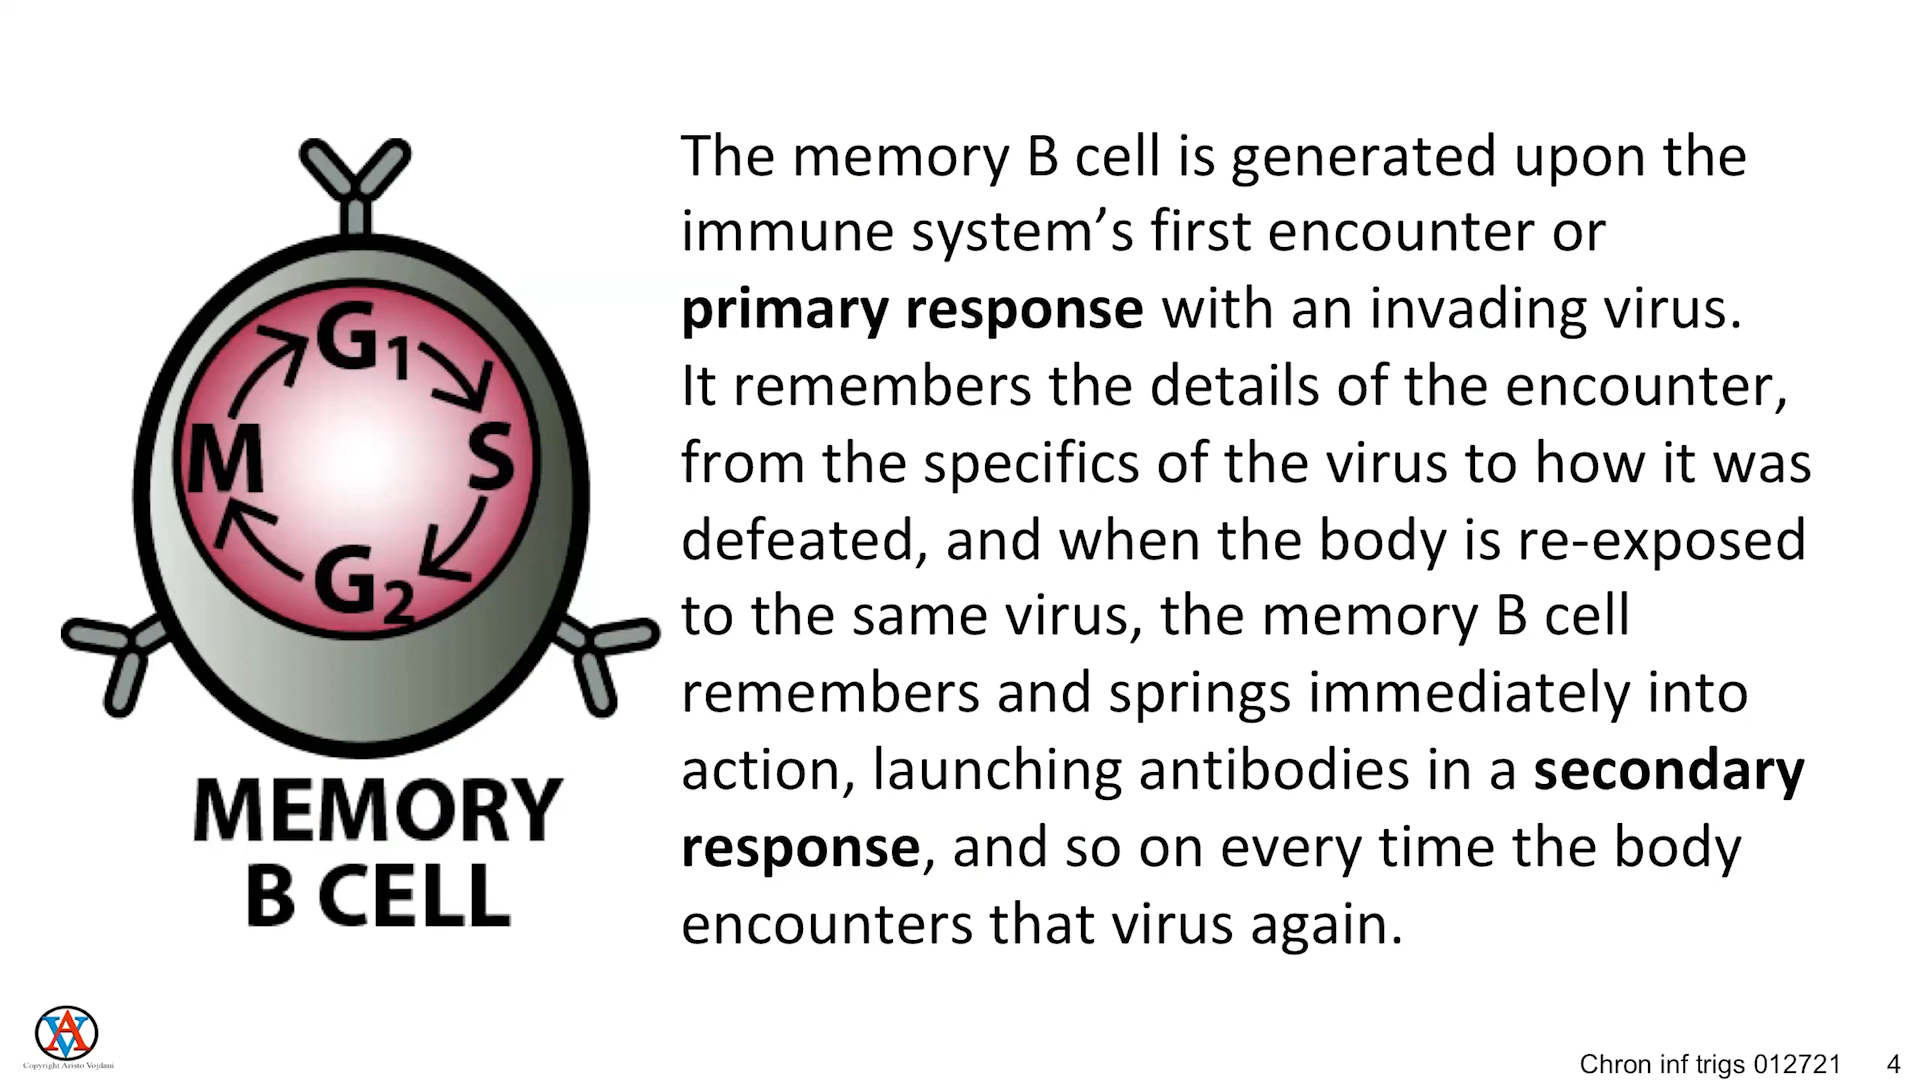 The memory B cell is generated upon the
immune system’s first encounter or
primary response with an invading virus.
It remembers the details of the encounter,
from the specifics of the virus to how it was
defeated, and when the body is re-exposed
to the same virus, the memory B cell
remembers and springs immediately into
action, launching antibodies in a secondary
response, and so on every time the body
encounters that virus again.
G1
M
S
G2
MEMORY
B CELL
VA
Copyright Aristo Vojdani
Chron inf trigs 012721
4